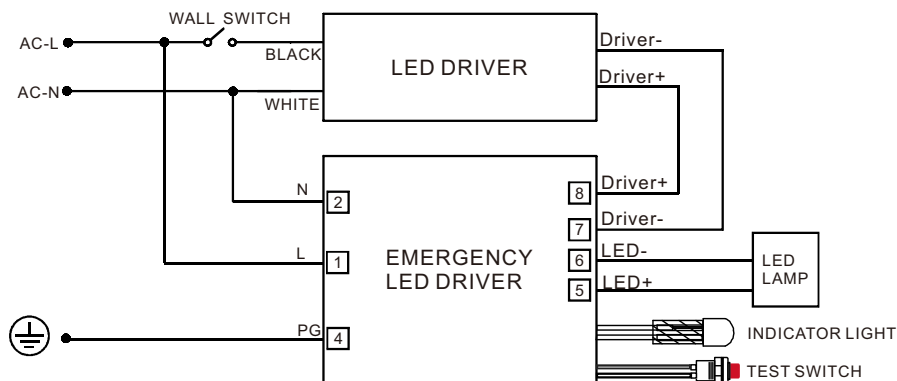 WALL SWITCH
AC-L
BLACK
LED DRIVER
Driver-
Driver+
AC-N
WHITE
N
2
8
Driver+
7
Driver-
L
1
EMERGENCY
LED DRIVER
6
LED-
5
LED+
LED
LAMP
PG
4
INDICATOR LIGHT
TEST SWITCH